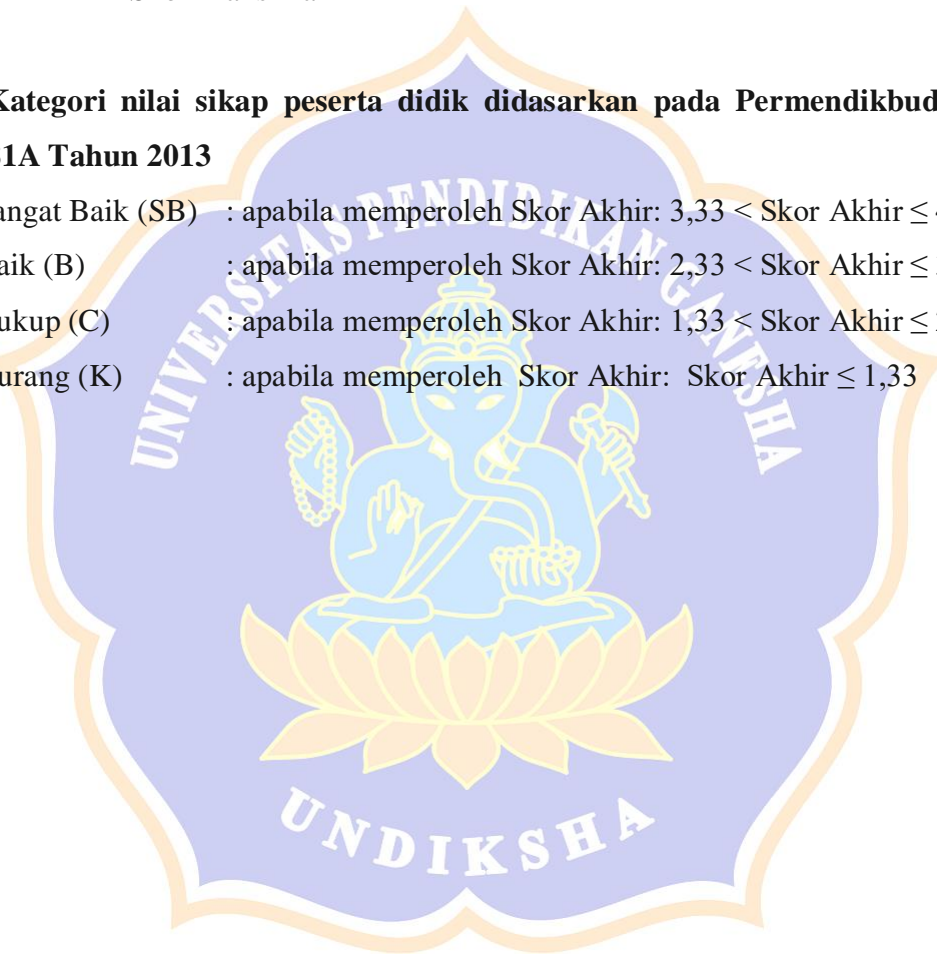 Kategori nilai sikap peserta didik didasarkan pada Permendikbud
1A Tahun 2013
angat Baik (SB) : apabila memperoleh Skor Akhir: 3,33 < Skor Akhir ≤
aik (B) : apabila memperoleh Skor Akhir: 2,33 < Skor Akhir ≤
ukup (C) : apabila memperoleh Skor Akhir: 1,33 < Skor Akhir ≤
urang (K) : apabila memperoleh Skor Akhir: Skor Akhir ≤ 1,33
UNIVERSITAS PENDIDIKAN GANESHA
UNDIKSHA